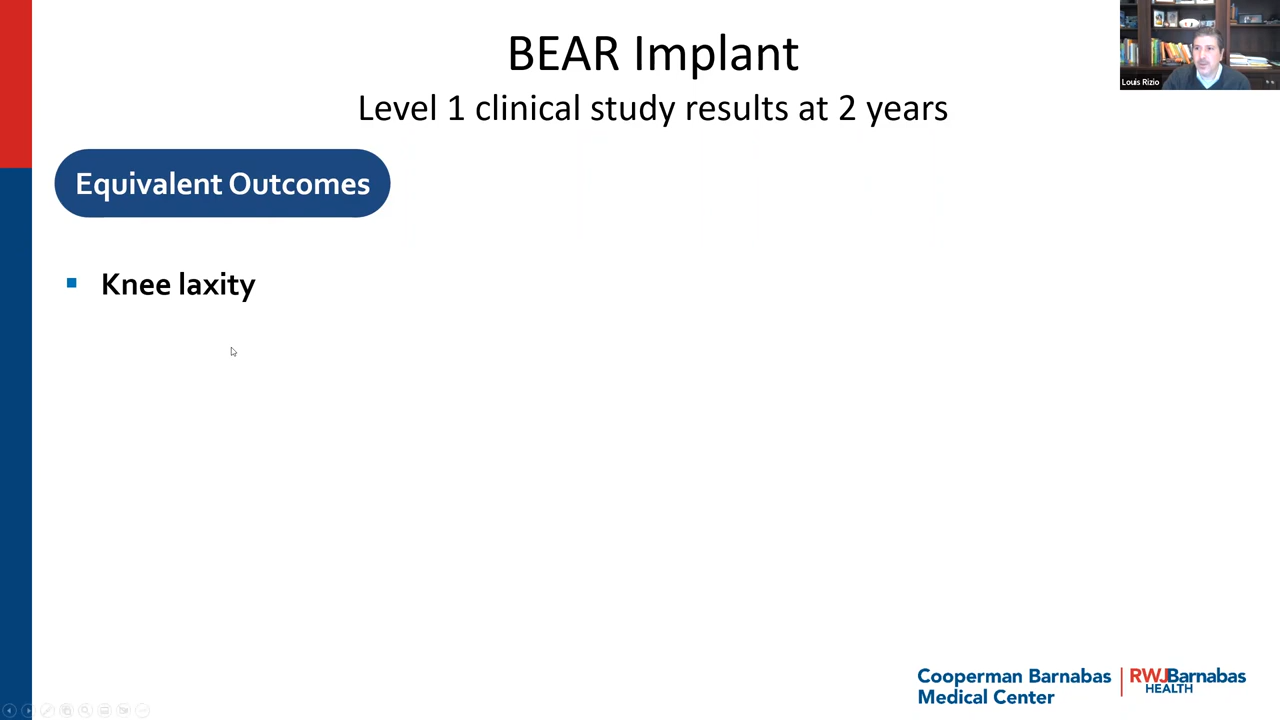 BEAR Implant
Level 1 clinical study results at 2 years
Louis Rizio
Equivalent Outcomes
Knee laxity
Cooperman Barnabas
Medical Center
RWJBarnabas
HEALTH